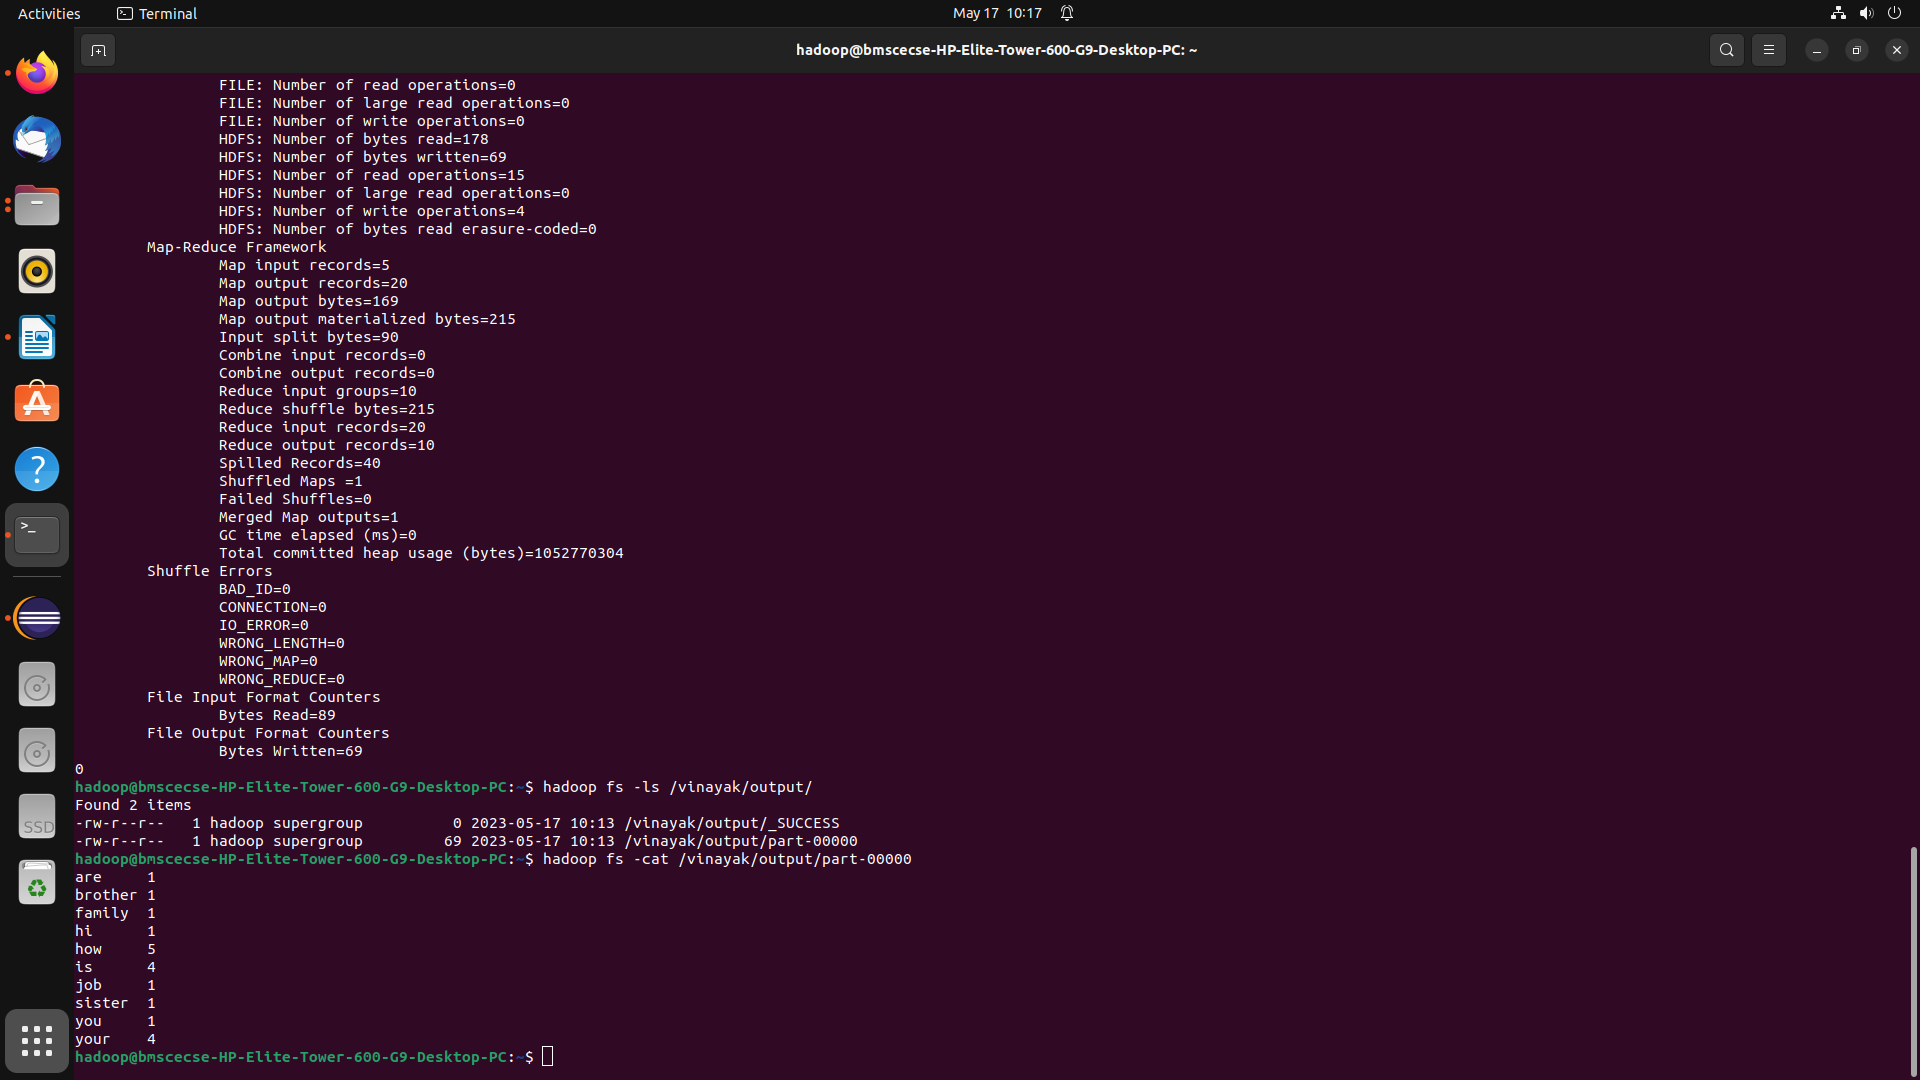 Activities Terminal May 17 10:17
hadoop@bmscecse-HP-Elite-Tower-600-G9-Desktop-PC: ~
FILE: Number of read operations=0
FILE: Number of large read operations=0
FILE: Number of write operations=0
HDFS: Number of bytes read=178
HDFS: Number of bytes written=69
HDFS: Number of read operations=15
HDFS: Number of large read operations=0
HDFS: Number of write operations=4
HDFS: Number of bytes read erasure-coded=0
Map-Reduce Framework
Map input records=5
Map output records=20
Map output bytes=169
Map output materialized bytes=215
Input split bytes=90
Combine input records=0
Combine output records=0
Reduce input groups=10
Reduce shuffle bytes=215
Reduce input records=20
Reduce output records=10
Spilled Records=40
Shuffled Maps =1
Failed Shuffles=0
Merged Map outputs=1
GC time elapsed (ms)=0
Total committed heap usage (bytes)=1052770304
Shuffle Errors
BAD_ID=0
CONNECTION=0
IO_ERROR=0
WRONG_LENGTH=0
WRONG_MAP=0
WRONG_REDUCE=0
File Input Format Counters
Bytes Read=89
File Output Format Counters
Bytes Written=69
0
hadoop@bmscecse-HP-Elite-Tower-600-G9-Desktop-PC:~$ hadoop fs -ls /vinayak/output/
Found 2 items
-rw-r--r--   1 hadoop supergroup          0 2023-05-17 10:13 /vinayak/output/_SUCCESS
-rw-r--r--   1 hadoop supergroup         69 2023-05-17 10:13 /vinayak/output/part-00000
hadoop@bmscecse-HP-Elite-Tower-600-G9-Desktop-PC:~$ hadoop fs -cat /vinayak/output/part-00000
are     1
brother 1
family  1
hi      1
how     5
is      4
job     1
sister  1
you     1
your    4
hadoop@bmscecse-HP-Elite-Tower-600-G9-Desktop-PC:~$
SSD